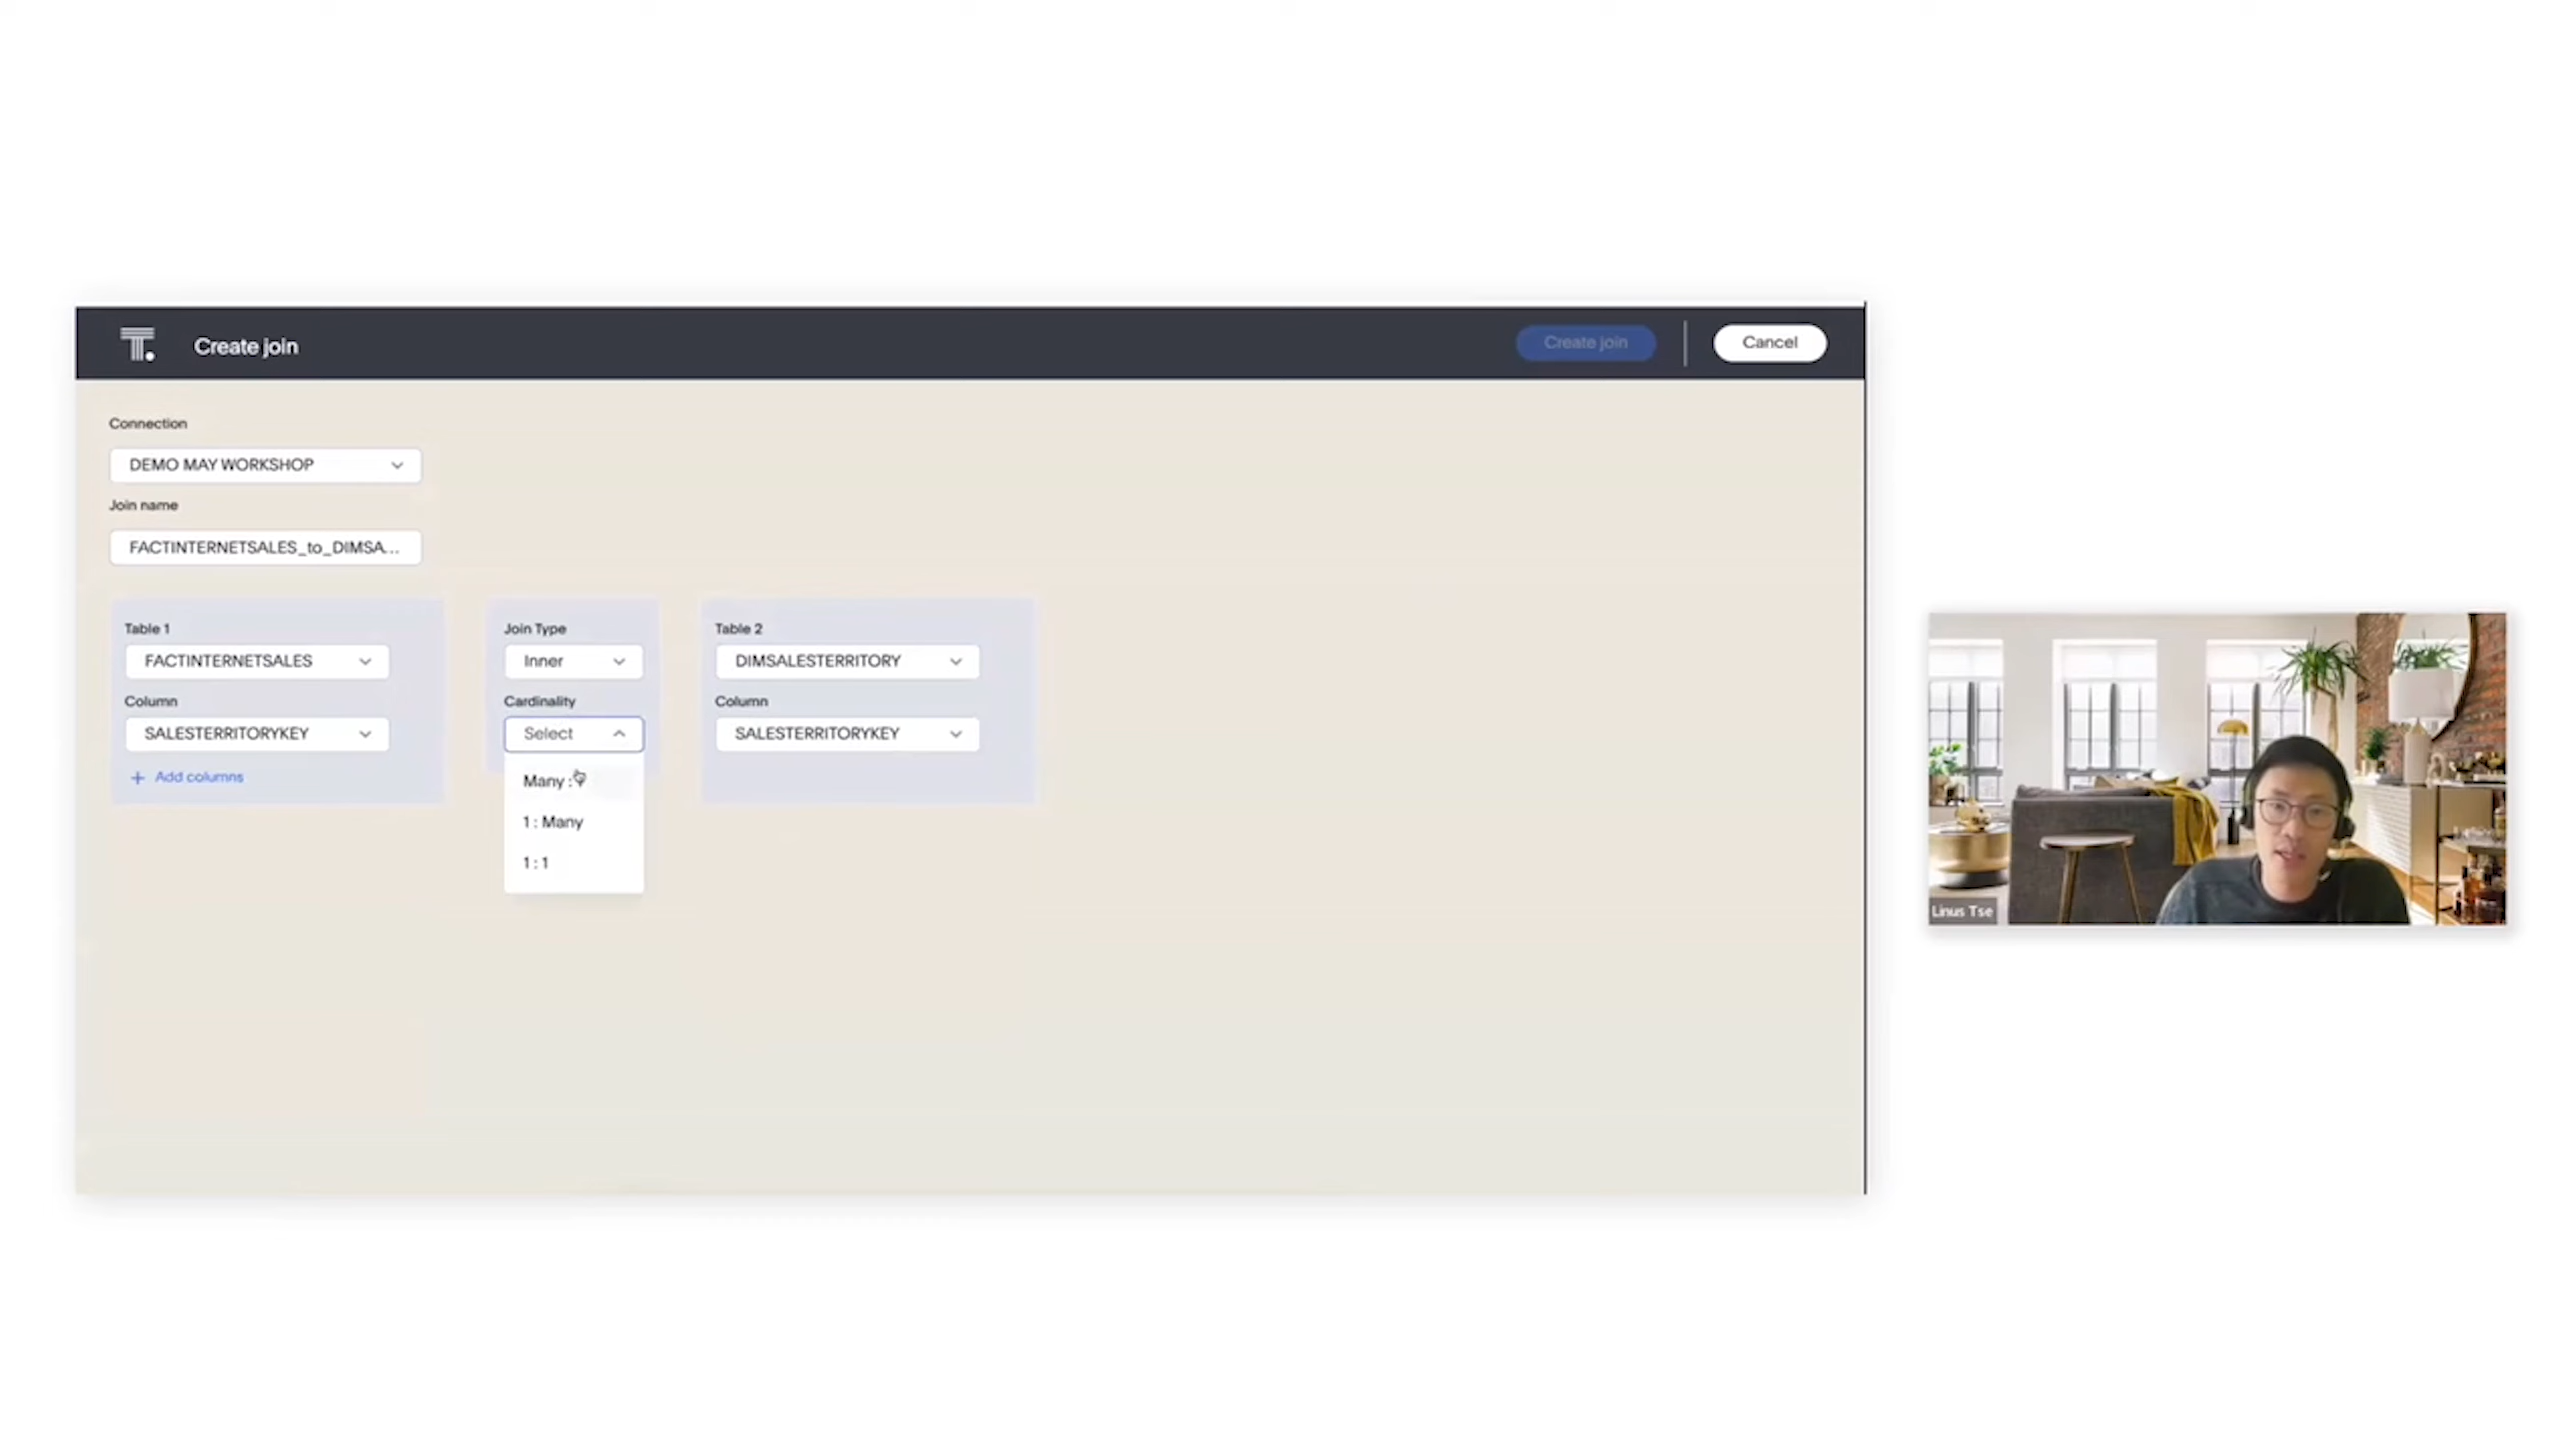 T.
Create join
Create join
Cancel
Connection
DEMO MAY WORKSHOP
Join name
FACTINTERNETSALES_to_DIMSA...
Table 1
FACTINTERNETSALES
Column
SALESTERRITORYKEY
+ Add columns
Join Type
Inner
Cardinality
Select
Many :
1 : Many
1 : 1
Table 2
DIMSALESTERRITORY
Column
SALESTERRITORYKEY
Linus Tse